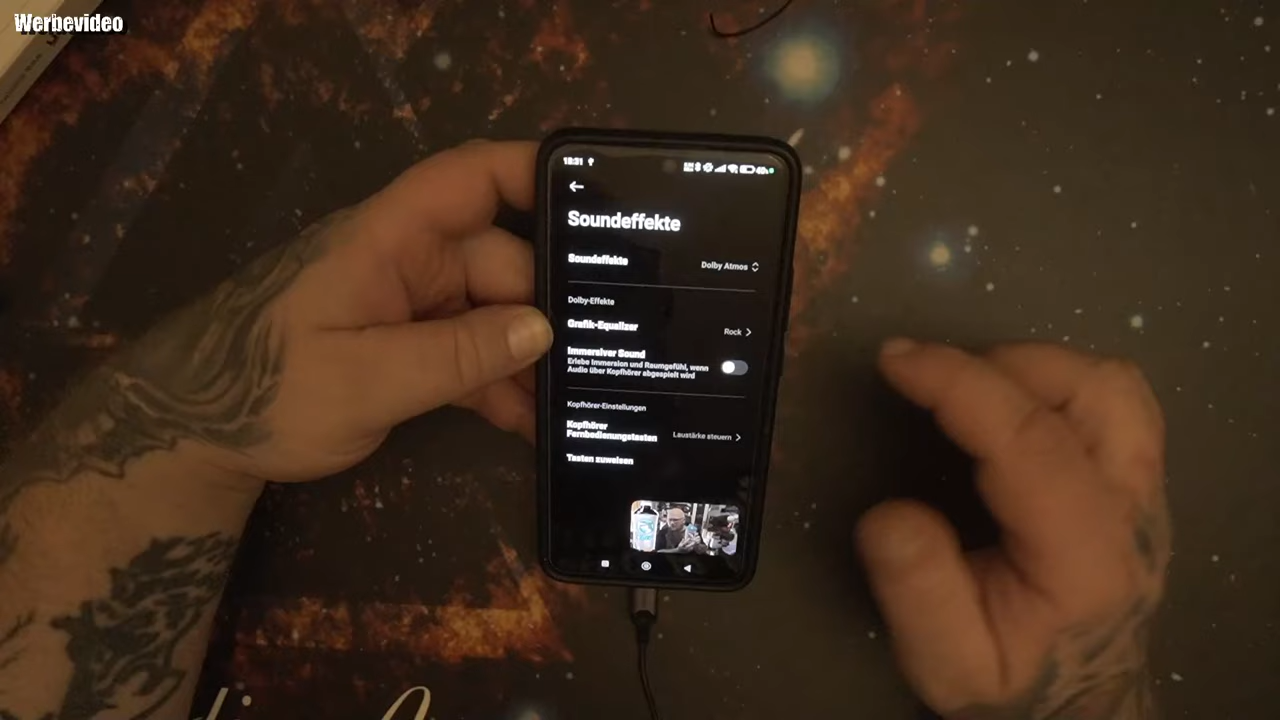 Werbevideo
18:31
Soundeffekte
Soundeffekte
Dolby Atmos
Dolby-Effekte
Grafik-Equalizer
Rock
Immersiver Sound
Erlebe Immersion und Raumgefühl, wenn
Audio über Kopfhörer abgespielt wird
Kopfhörer-Einstellungen
Kopfhörer
Fernbedienungstasten
Lautstärke steuern
Tasten zuweisen